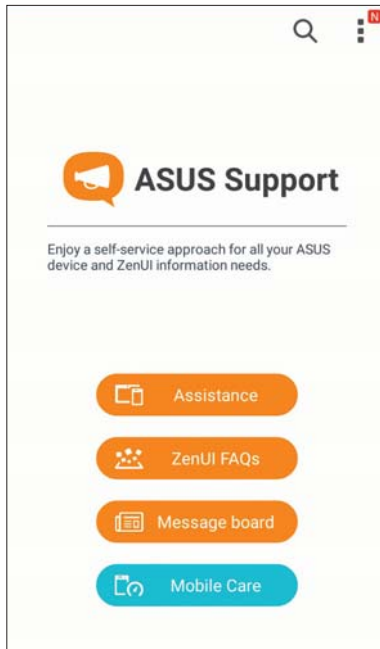 N
ASUS Support
Enjoy a self-service approach for all your ASUS
device and ZenUI information needs.
Assistance
ZenUI FAQs
Message board
Mobile Care